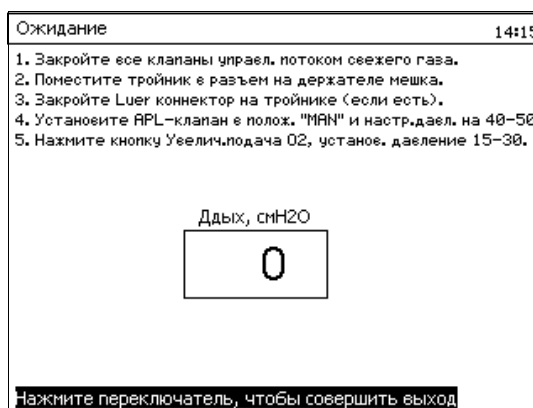 Ожидание 14:15
1. Закройте все клапаны управл. потоком свежего газа.
2. Поместите тройник в разъем на держателе мешка.
3. Закройте Luer коннектор на тройнике (если есть).
4. Установите APL-клапан в полож. "MAN" и настр.давл. на 40-50
5. Нажмите кнопку Увелич.подача O2, установ. давление 15-30.
Ддых, смH2O
0
Нажмите переключатель, чтобы совершить выход